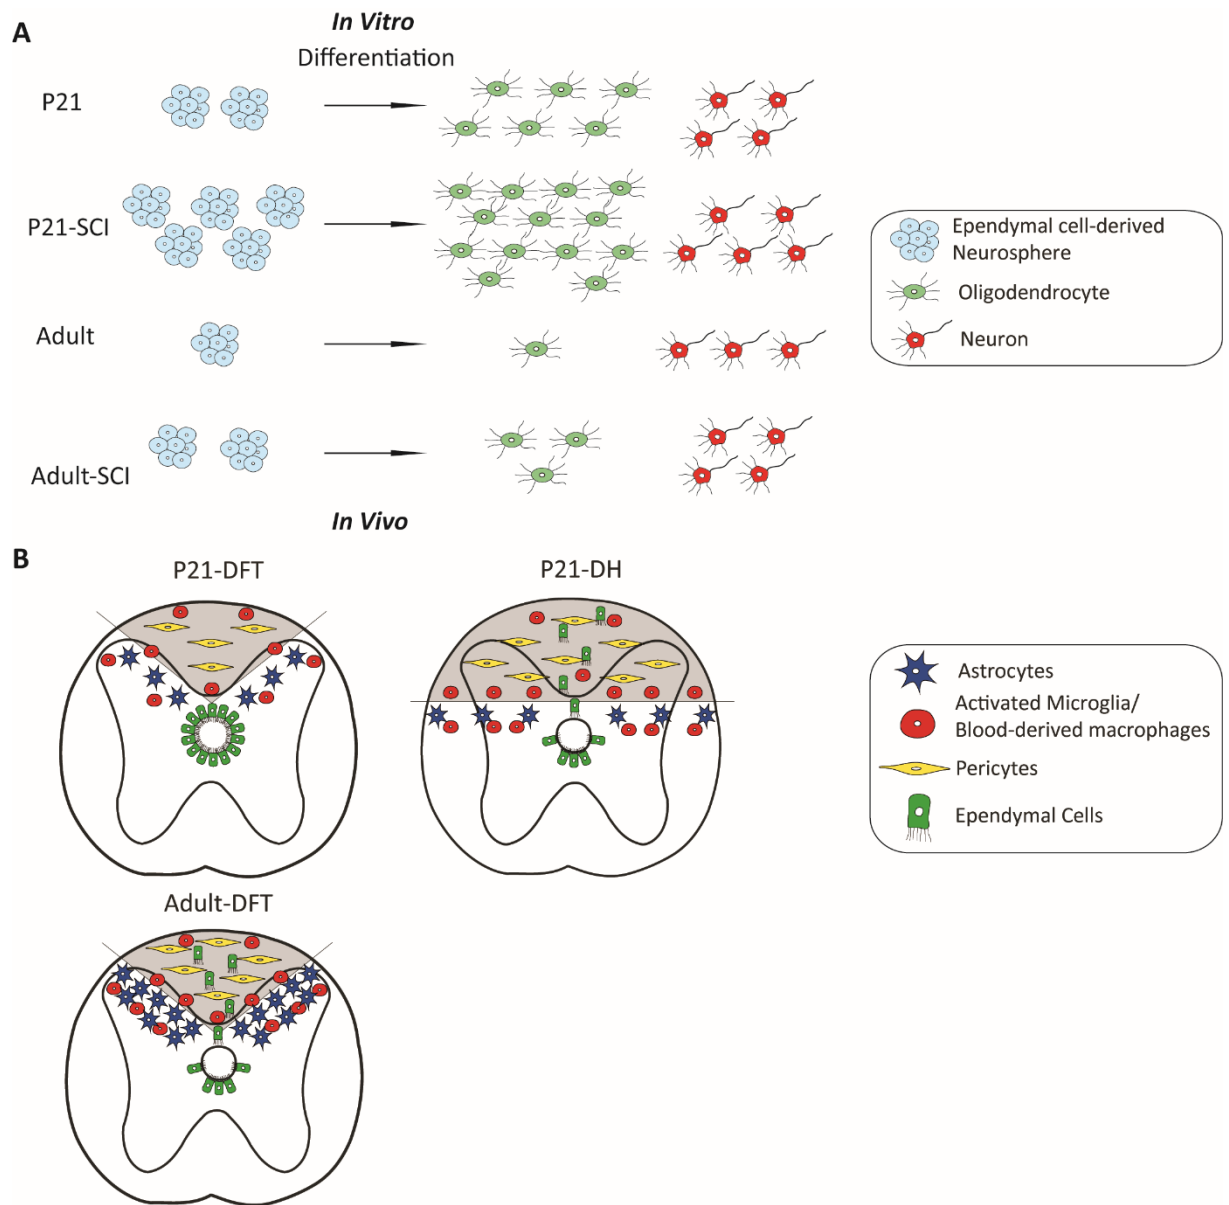 A
In Vitro
Differentiation
P21
P21-SCI
Adult
Adult-SCI
Ependymal cell-derived
Neurosphere
Oligodendrocyte
Neuron
In Vivo
B
P21-DFT
P21-DH
Adult-DFT
Astrocytes
Activated Microglia/
Blood-derived macrophages
Pericytes
Ependymal Cells